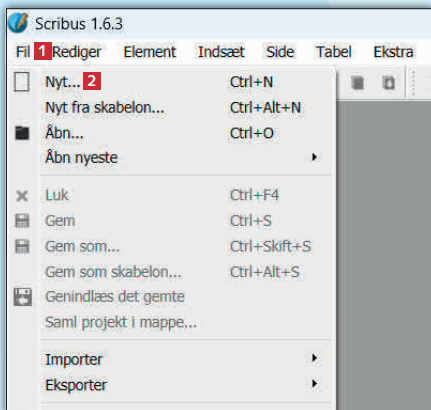 Scribus 1.6.3
Fil 1 Rediger Element Indsæt Side Tabel Ekstra
Nyt... 2 Ctrl+N
Nyt fra skabelon... Ctrl+Alt+N
Åbn... Ctrl+O
Åbn nyeste
Luk Ctrl+F4
Gem Ctrl+S
Gem som... Ctrl+Skift+S
Gem som skabelon... Ctrl+Alt+S
Genindlæs det gemte
Saml projekt i mappe...
Importer
Eksporter